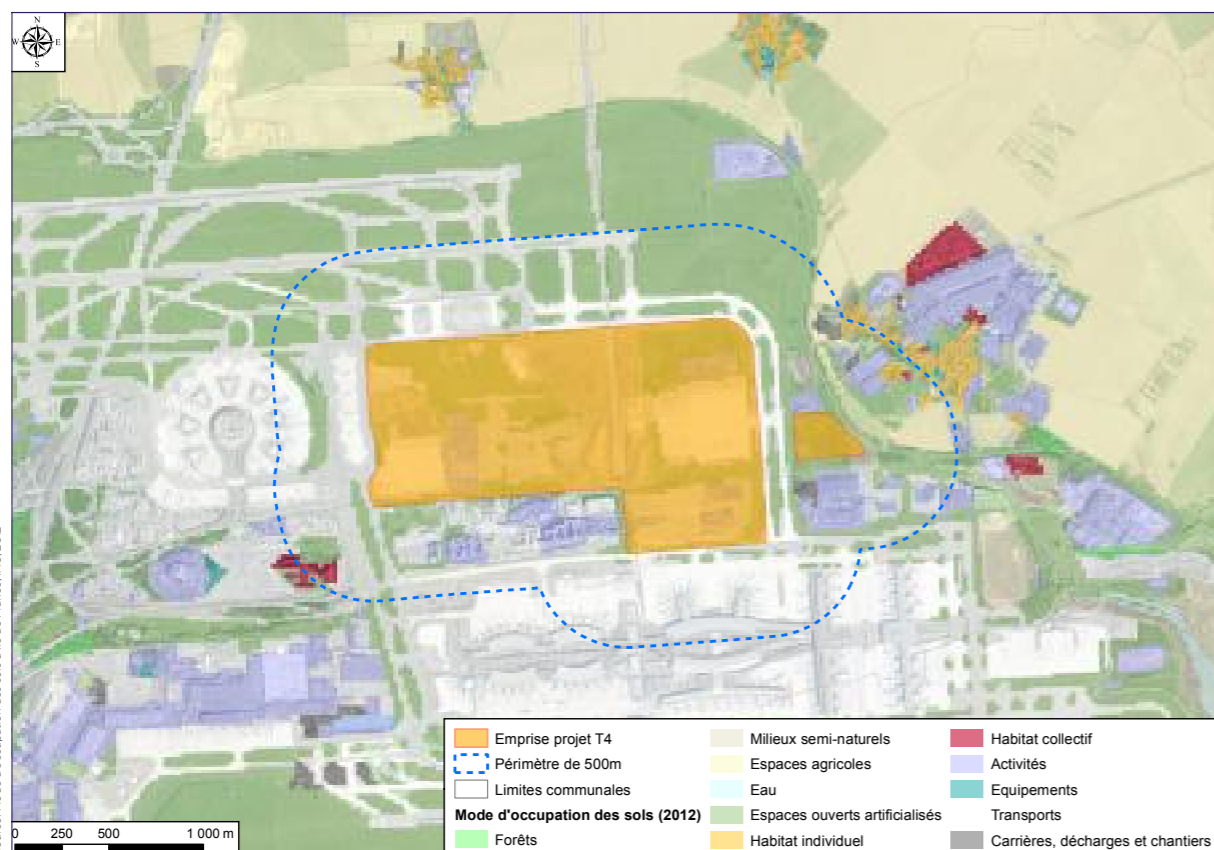 N
W E
S
Emprise projet T4
Périmètre de 500m
Limites communales
Mode d'occupation des sols (2012)
Forêts
Milieux semi-naturels
Espaces agricoles
Eau
Espaces ouverts artificialisés
Habitat individuel
Habitat collectif
Activités
Equipements
Transports
Carrières, décharges et chantiers
0 250 500 1 000 m